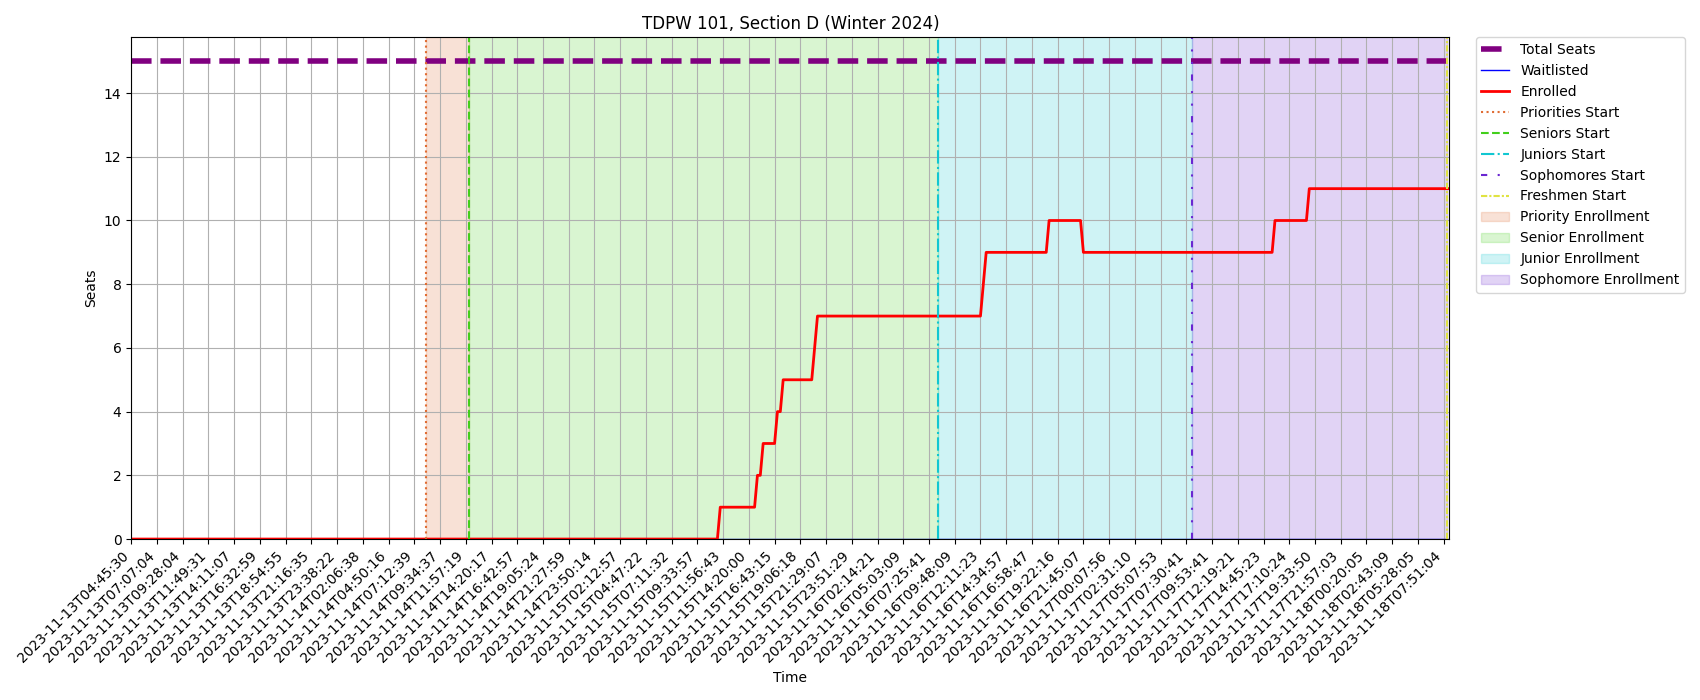 TDPW 101, Section D (Winter 2024)
Total Seats
Waitlisted
Enrolled
Priorities Start
Seniors Start
Juniors Start
Sophomores Start
Freshmen Start
Priority Enrollment
Senior Enrollment
Junior Enrollment
Sophomore Enrollment
Seats
14
12
10
8
6
4
2
0
2023-11-13T04:45:30
2023-11-13T07:07:04
2023-11-13T09:28:04
2023-11-13T11:49:31
2023-11-13T14:11:07
2023-11-13T16:32:59
2023-11-13T18:54:55
2023-11-13T21:16:35
2023-11-13T23:38:22
2023-11-14T02:06:38
2023-11-14T04:50:16
2023-11-14T07:12:39
2023-11-14T09:34:37
2023-11-14T11:57:19
2023-11-14T14:20:17
2023-11-14T16:42:57
2023-11-14T19:05:24
2023-11-14T21:27:59
2023-11-14T23:50:14
2023-11-15T02:12:57
2023-11-15T04:47:22
2023-11-15T07:11:32
2023-11-15T09:33:57
2023-11-15T11:56:43
2023-11-15T14:20:00
2023-11-15T16:43:15
2023-11-15T19:06:18
2023-11-15T21:29:07
2023-11-15T23:51:29
2023-11-16T02:14:21
2023-11-16T05:03:09
2023-11-16T07:25:41
2023-11-16T09:48:09
2023-11-16T12:11:23
2023-11-16T14:34:57
2023-11-16T16:58:47
2023-11-16T19:22:16
2023-11-16T21:45:07
2023-11-17T00:07:56
2023-11-17T02:31:10
2023-11-17T05:07:53
2023-11-17T07:30:41
2023-11-17T09:53:41
2023-11-17T12:19:21
2023-11-17T14:45:23
2023-11-17T17:10:24
2023-11-17T19:33:50
2023-11-17T21:57:03
2023-11-18T00:20:05
2023-11-18T02:43:09
2023-11-18T05:28:05
2023-11-18T07:51:04
Time